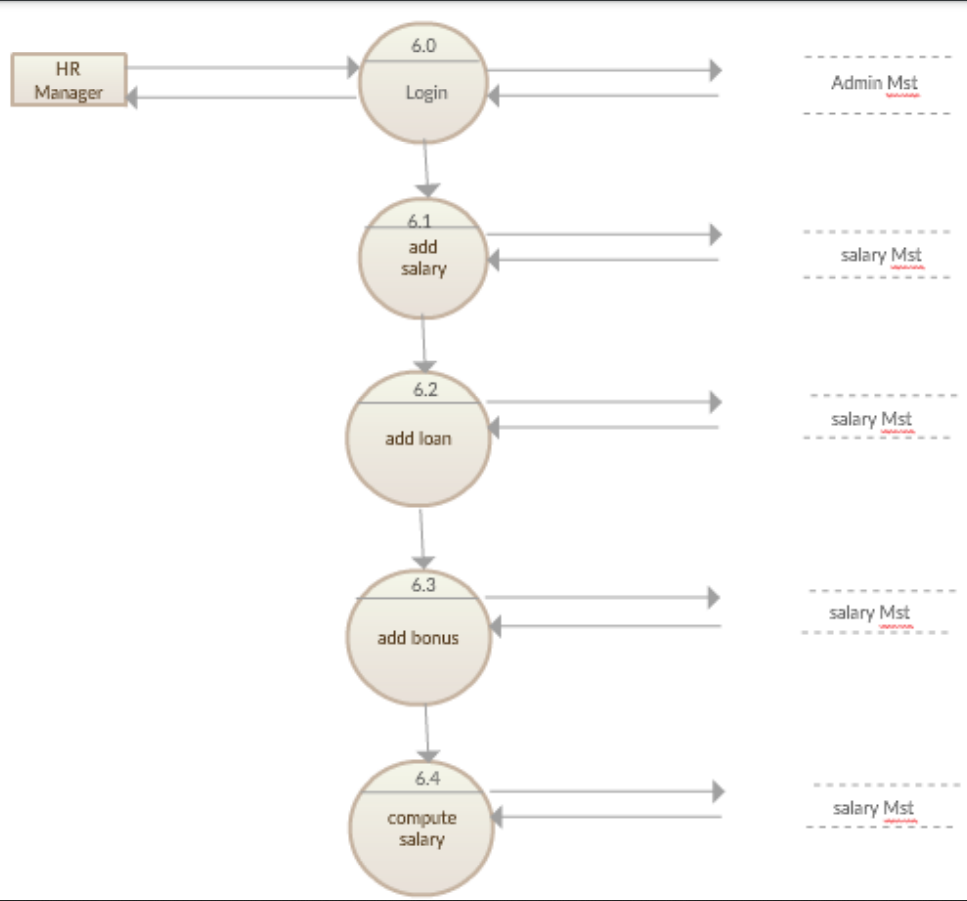 HR
Manager
6.0
Login
Admin Mst
6.1
add
salary
salary Mst
6.2
add loan
salary Mst
6.3
add bonus
salary Mst
6.4
compute
salary
salary Mst